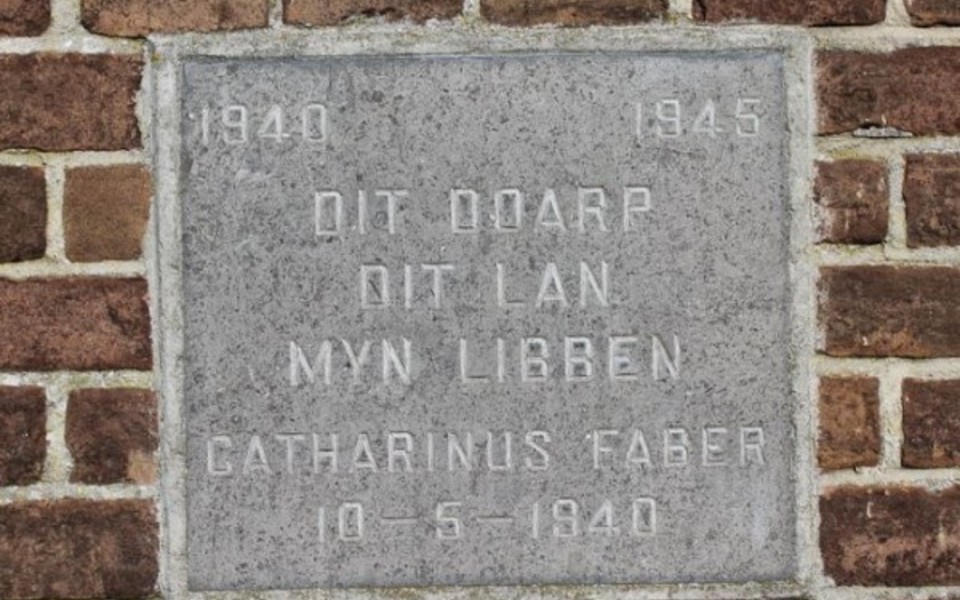 1940 1945
DIT DOARP
DIT LAN
MYN LIBBEN
CATHARINUS FABER
10-5-1940